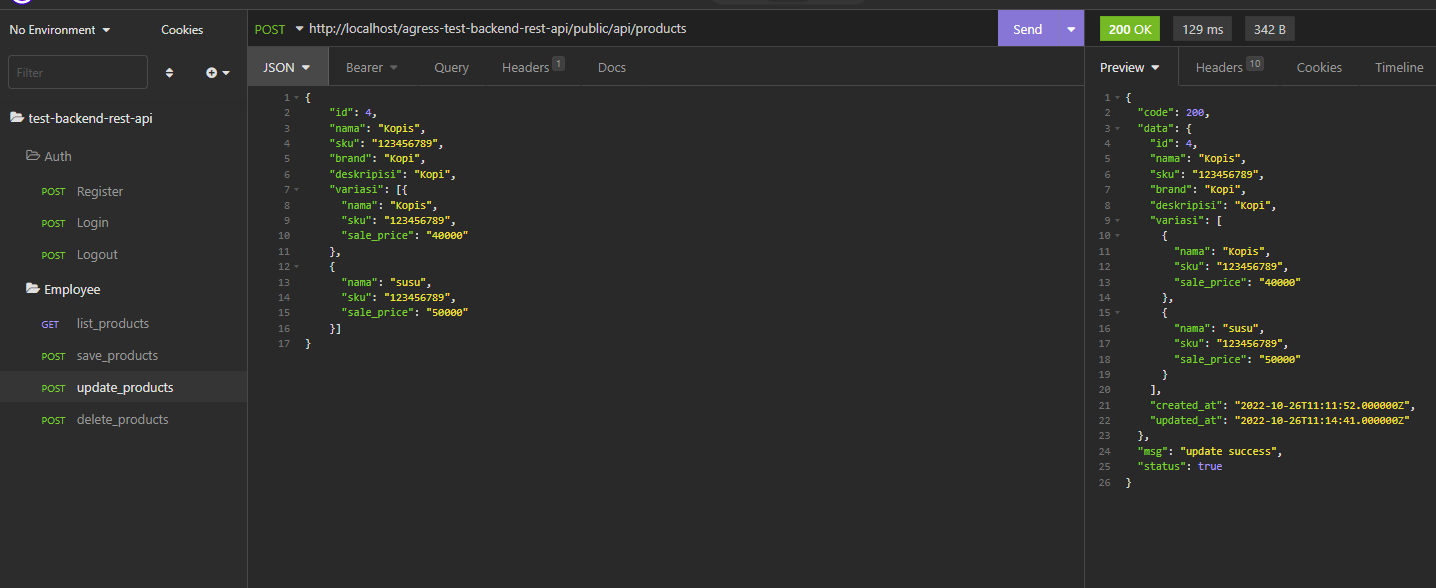 No Environment
Cookies
POST http://localhost/agress-test-backend-rest-api/public/api/products
Send
200 OK
129 ms
342 B
Filter
JSON
Bearer
Query
Headers 1
Docs
Preview
Headers 10
Cookies
Timeline
test-backend-rest-api
Auth
POST Register
POST Login
POST Logout
Employee
GET list_products
POST save_products
POST update_products
POST delete_products
1 {
2 "id": 4,
3 "nama": "Kopis",
4 "sku": "123456789",
5 "brand": "Kopi",
6 "deskripisi": "Kopi",
7 "variasi": [{
8 "nama": "Kopis",
9 "sku": "123456789",
10 "sale_price": "40000"
11 },
12 {
13 "nama": "susu",
14 "sku": "123456789",
15 "sale_price": "50000"
16 }]
17 }
1 {
2 "code": 200,
3 "data": {
4 "id": 4,
5 "nama": "Kopis",
6 "sku": "123456789",
7 "brand": "Kopi",
8 "deskripisi": "Kopi",
9 "variasi": [
10 {
11 "nama": "Kopis",
12 "sku": "123456789",
13 "sale_price": "40000"
14 },
15 {
16 "nama": "susu",
17 "sku": "123456789",
18 "sale_price": "50000"
19 }
20 ],
21 "created_at": "2022-10-26T11:11:52.000000Z",
22 "updated_at": "2022-10-26T11:14:41.000000Z"
23 },
24 "msg": "update success",
25 "status": true
26 }